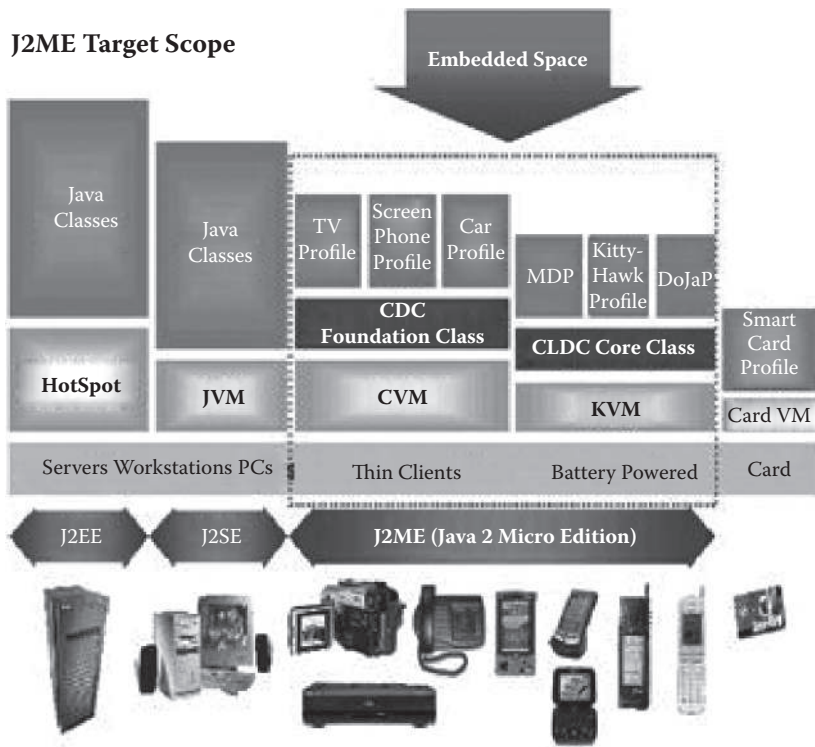 J2ME Target Scope
Embedded Space
Java
Classes
Java
Classes
TV
Profile
Screen
Phone
Profile
Car
Profile
MDP
Kitty-
Hawk
Profile
DoJaP
CDC
Foundation Class
CLDC Core Class
Smart
Card
Profile
HotSpot
JVM
CVM
KVM
Card VM
Servers Workstations PCs
Thin Clients
Battery Powered
Card
J2EE
J2SE
J2ME (Java 2 Micro Edition)